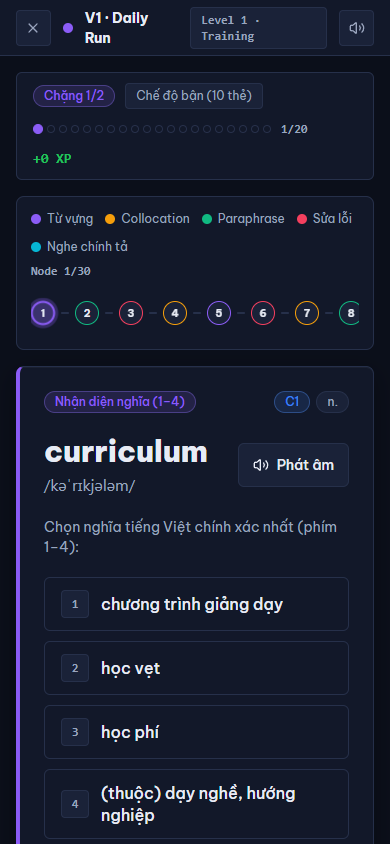 V1 · Daily
Run
Level 1 ·
Training
Chặng 1/2
Chế độ bận (10 thẻ)
1/20
+0 XP
Từ vựng
Collocation
Paraphrase
Sửa lỗi
Nghe chính tả
Node 1/30
1 2 3 4 5 6 7 8
Nhận diện nghĩa (1–4)
C1
n.
curriculum
/kəˈrɪkjələm/
Phát âm
Chọn nghĩa tiếng Việt chính xác nhất (phím
1–4):
1 chương trình giảng dạy
2 học vẹt
3 học phí
4 (thuộc) dạy nghề, hướng
nghiệp